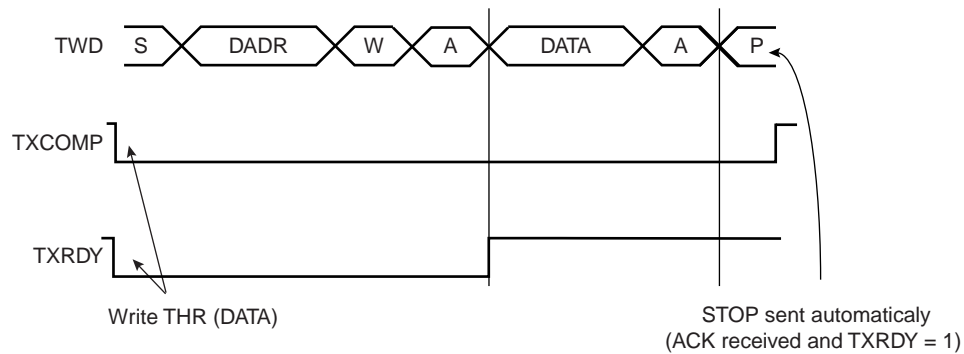 TWD S DADR W A DATA A P
TXCOMP
TXRDY
Write THR (DATA)
STOP sent automaticaly
(ACK received and TXRDY = 1)